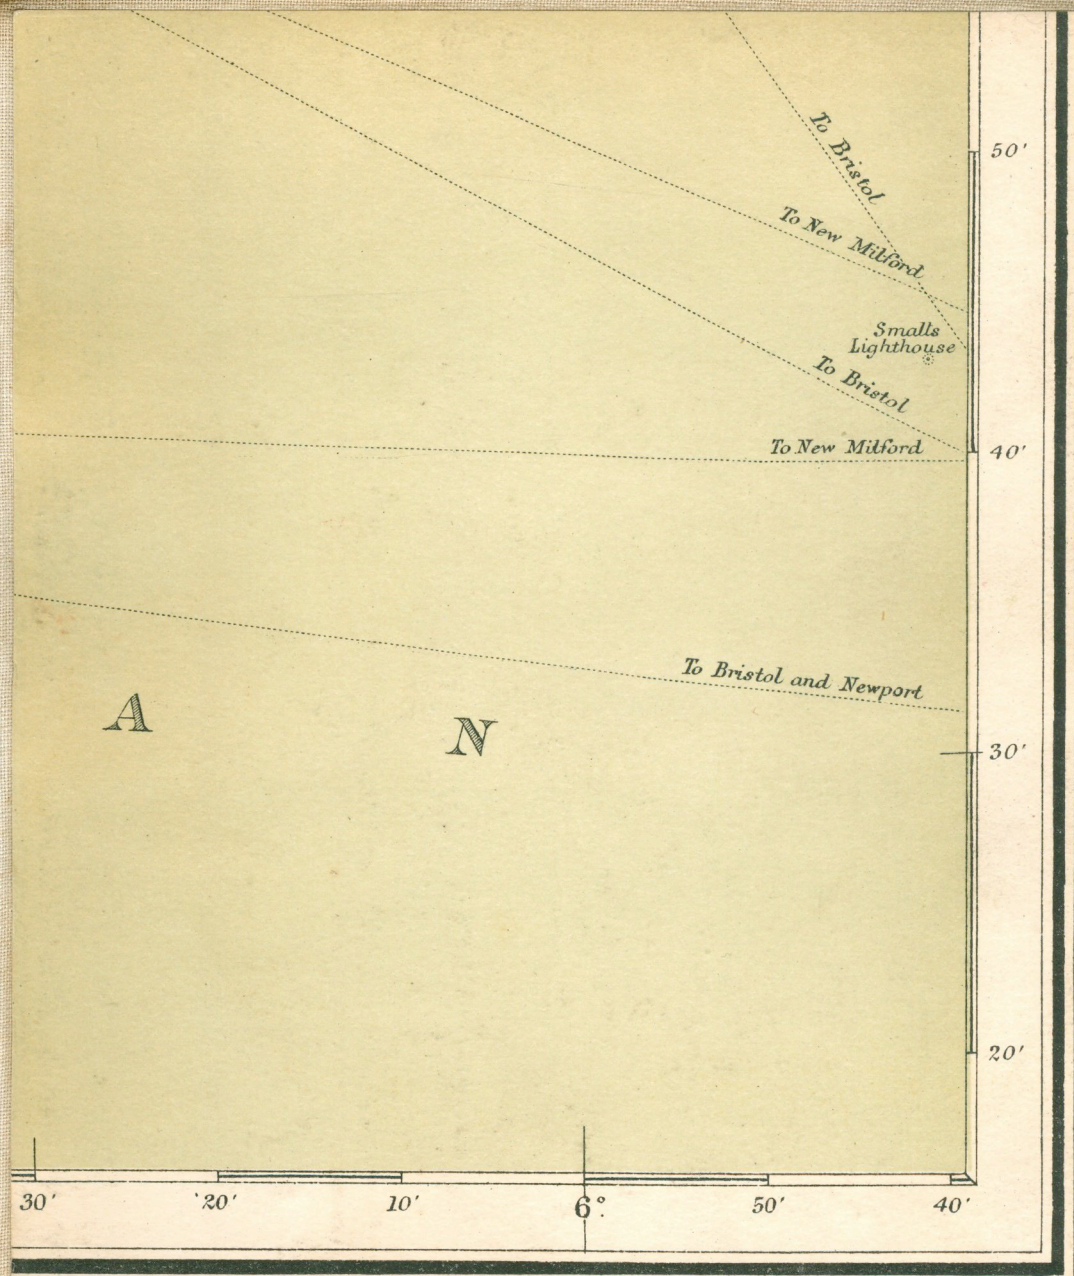 To Bristol
50'
To New Milford
Smalls
Lighthouse
To Bristol
To New Milford
40'
To Bristol and Newport
A N
30'
20'
30' 20' 10' 6° 50' 40'